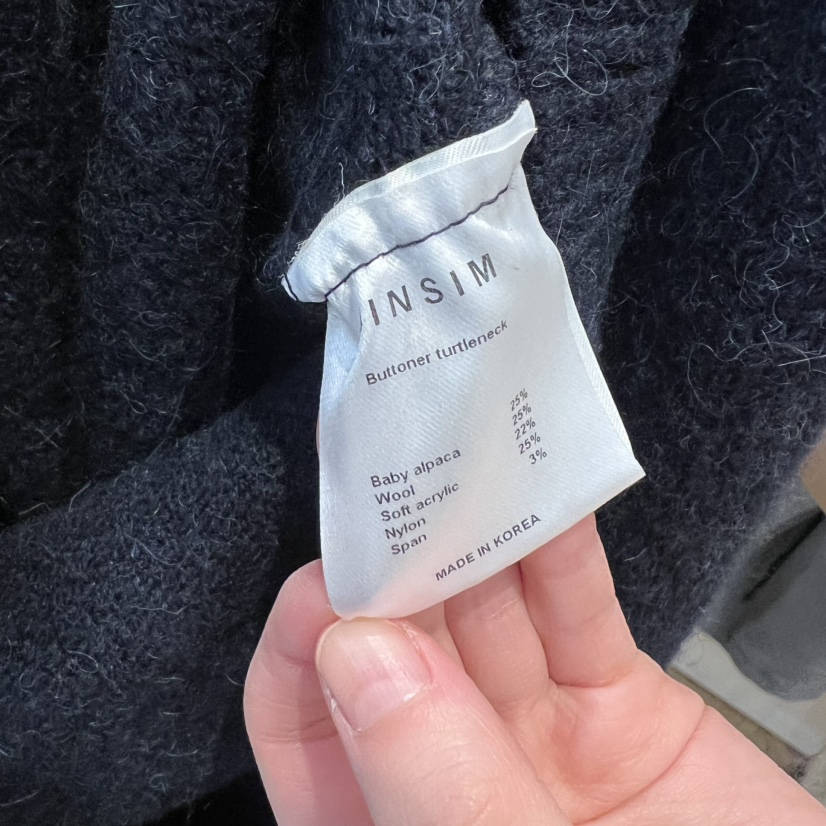 INSIM
Buttoner turtleneck
Baby alpaca 25%
Wool 25%
Soft acrylic 22%
Nylon 25%
Span 3%
MADE IN KOREA